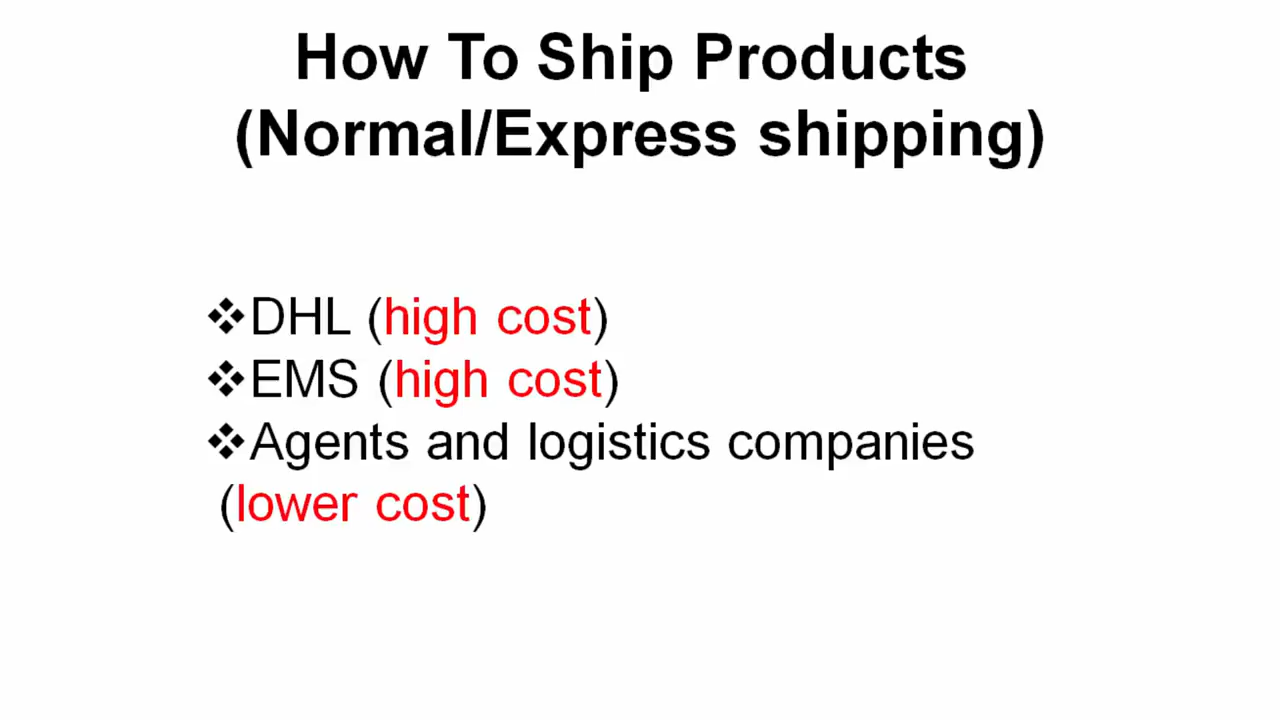 How To Ship Products
(Normal/Express shipping)
❖DHL (high cost)
❖EMS (high cost)
❖Agents and logistics companies
(lower cost)